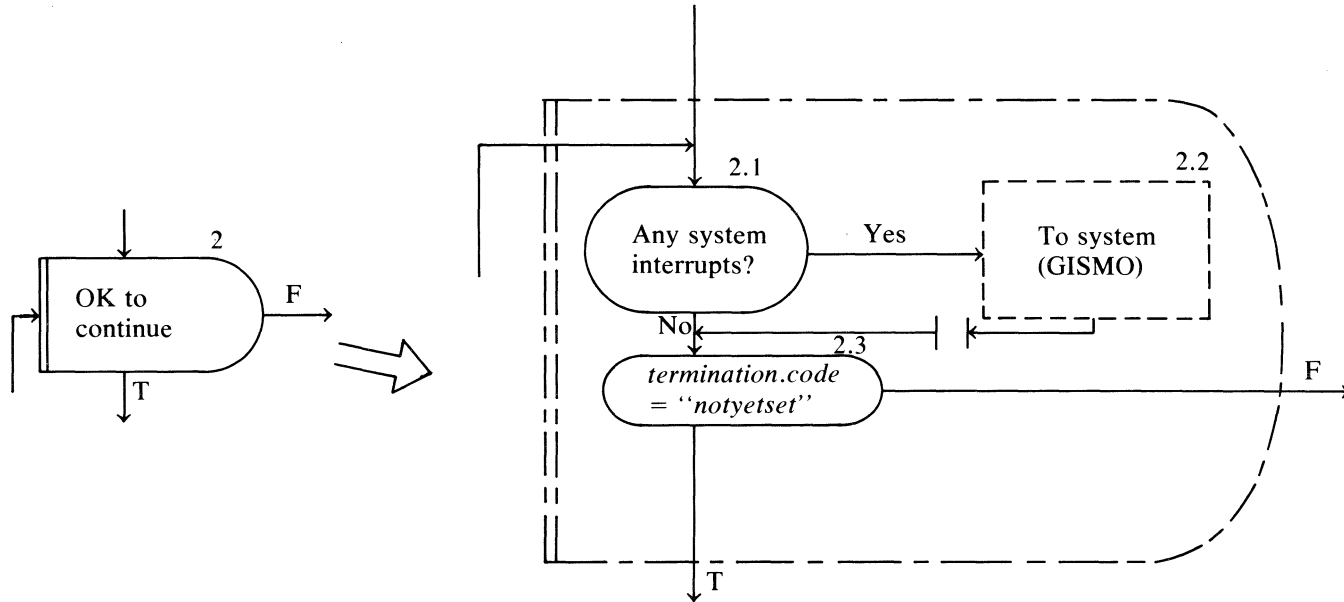 2
OK to
continue
F
T
2.1
Any system
interrupts?
Yes
2.2
To system
(GISMO)
No
2.3
termination.code
= “notyetset”
F
T